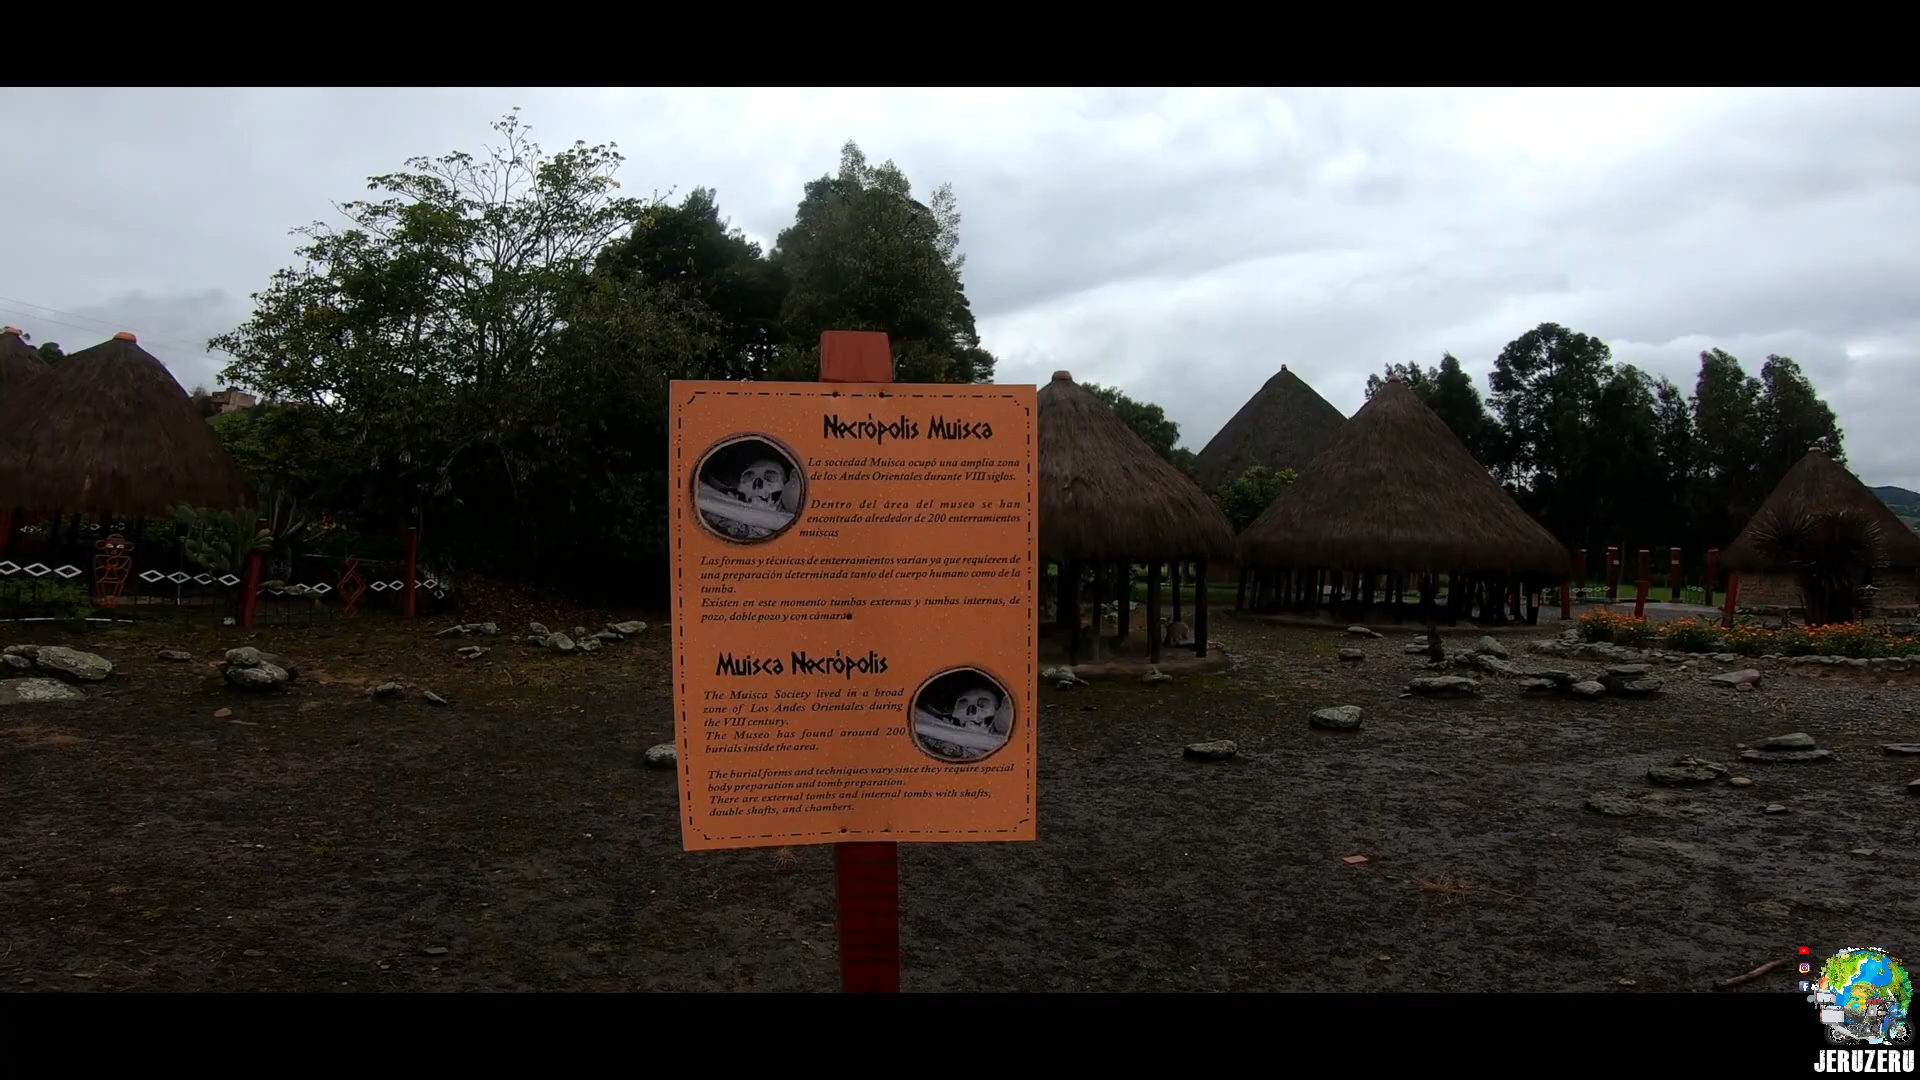 Necrópolis Muisca
La sociedad Muisca ocupó una amplia zona
de los Andes Orientales durante VIII siglos.
Dentro del área del museo se han
encontrado alrededor de 200 enterramientos
muiscas
Las formas y técnicas de enterramientos varían ya que requieren de
una preparación determinada tanto del cuerpo humano como de la
tumba.
Existen en este momento tumbas externas y tumbas internas, de
pozo, doble pozo y con cámara
Muisca Necrópolis
The Muisca Society lived in a broad
zone of Los Andes Orientales during
the VIII century.
The Museo has found around 200
burials inside the area.
The burial forms and techniques vary since they require special
body preparation and tomb preparation.
There are external tombs and internal tombs with shafts,
double shafts, and chambers.
JERUZERU